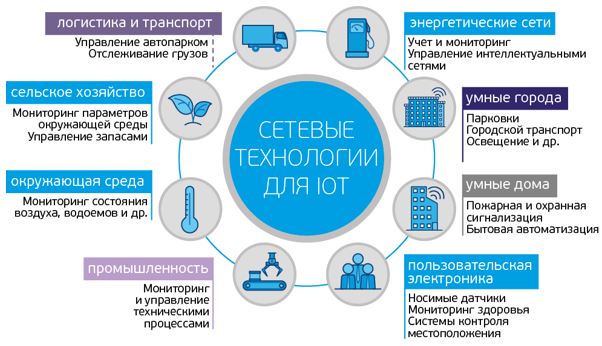 логистика и транспорт
Управление автопарком
Отслеживание грузов
энергетические сети
Учет и мониторинг
Управление интеллектуальными
сетями
сельское хозяйство
Мониторинг параметров
окружающей среды
Управление запасами
умные города
Парковки
Городской транспорт
Освещение и др.
СЕТЕВЫЕ
ТЕХНОЛОГИИ
ДЛЯ IOT
окружающая среда
Мониторинг состояния
воздуха, водоемов и др.
умные дома
Пожарная и охранная
сигнализация
Бытовая автоматизация
промышленность
Мониторинг
и управление
техническими
процессами
пользовательская
электроника
Носимые датчики
Мониторинг здоровья
Системы контроля
местоположения